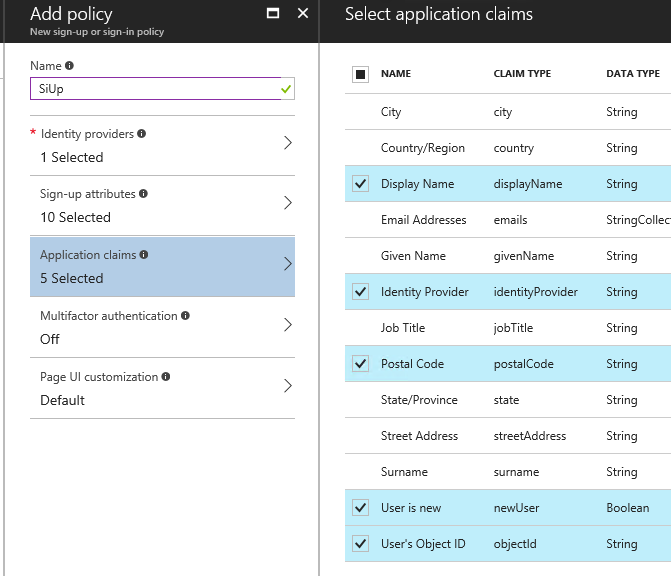 Add policy
New sign-up or sign-in policy
Name
SiUp
* Identity providers
1 Selected
Sign-up attributes
10 Selected
Application claims
5 Selected
Multifactor authentication
Off
Page UI customization
Default
Select application claims
NAME CLAIM TYPE DATA TYPE
City city String
Country/Region country String
Display Name displayName String
Email Addresses emails StringCollec
Given Name givenName String
Identity Provider identityProvider String
Job Title jobTitle String
Postal Code postalCode String
State/Province state String
Street Address streetAddress String
Surname surname String
User is new newUser Boolean
User's Object ID objectId String